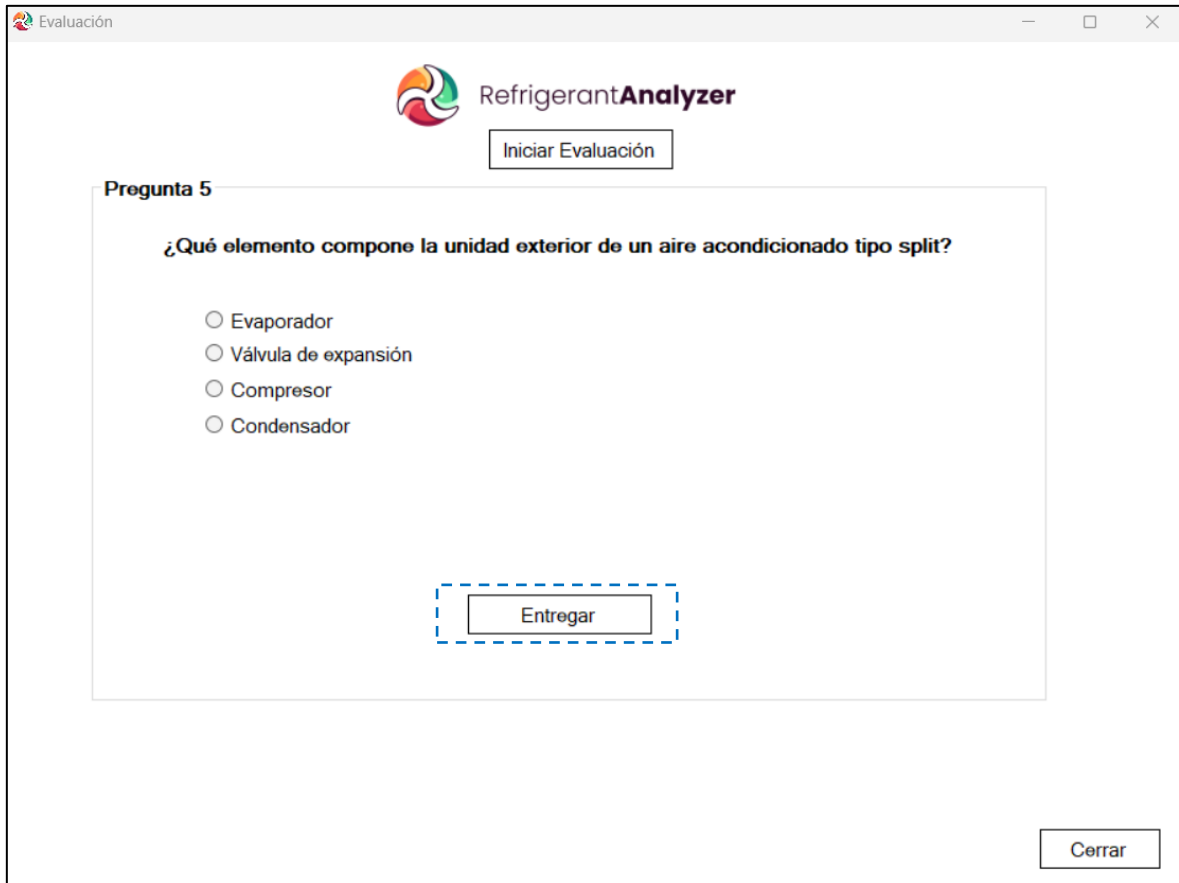 Evaluación
RefrigerantAnalyzer
Iniciar Evaluación
Pregunta 5
¿Qué elemento compone la unidad exterior de un aire acondicionado tipo split?
Evaporador
Válvula de expansión
Compresor
Condensador
Entregar
Cerrar